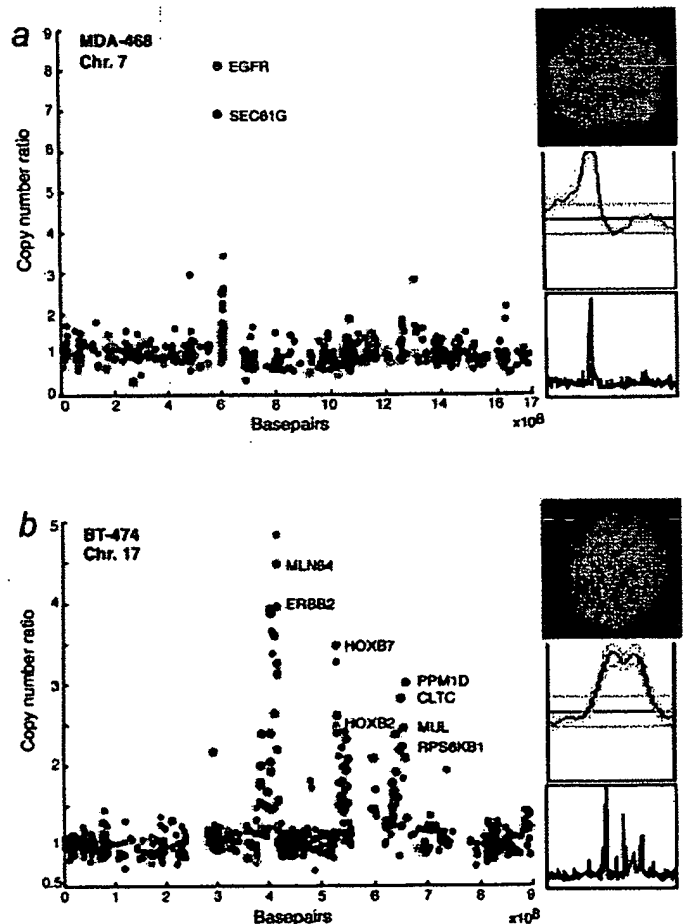 a
MDA-468
Chr. 7
Copy number ratio
9
8
7
6
5
4
3
2
1
0
EGFR
SEC61G
0 2 4 6 8 10 12 14 16 17
Basepairs
x108
b
BT-474
Chr. 17
Copy number ratio
5
4
3
2
1
0.5
MLN64
ERBB2
HOXB7
HOXB2
PPM1D
CLTC
MUL
RPS6KB1
0 1 2 3 4 5 6 7 8 9
Basepairs
x108